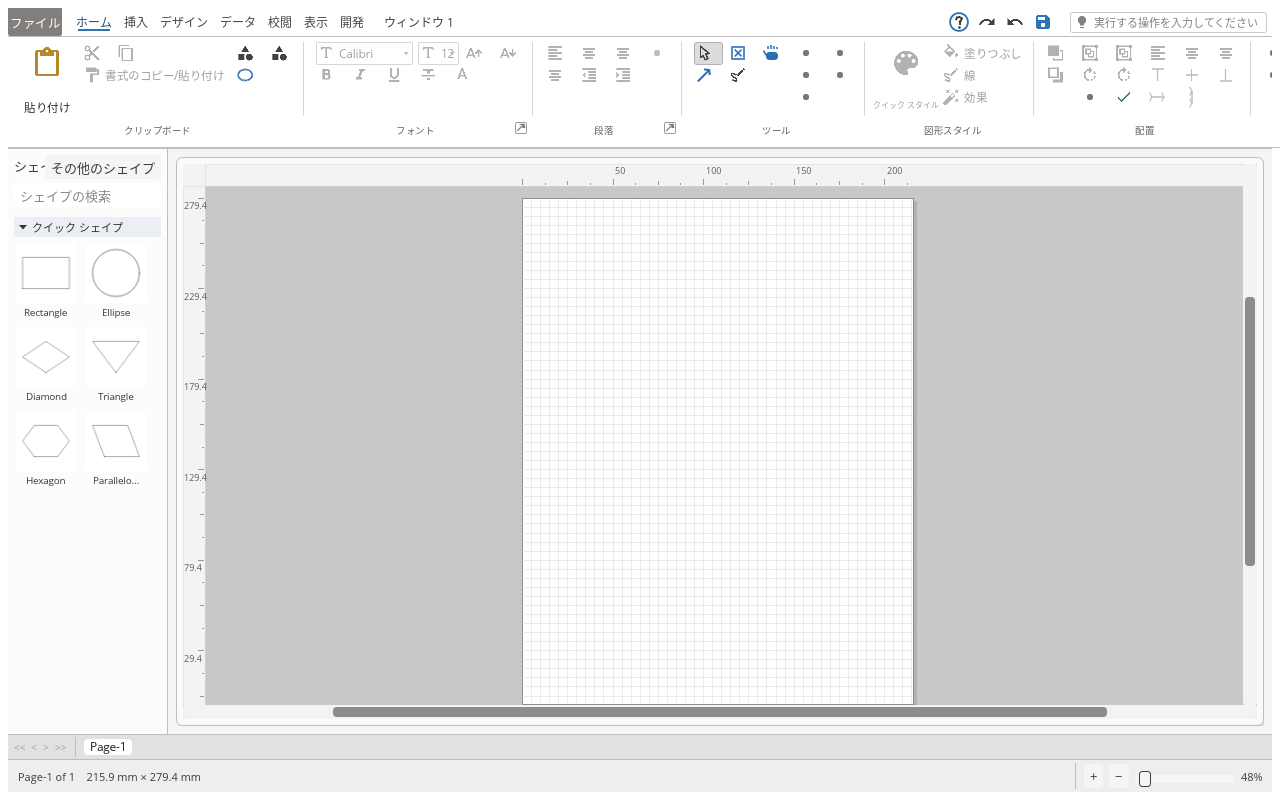 ファイル ホーム 挿入 デザイン データ 校閲 表示 開発 ウィンドウ 1 実行する操作を入力してください
Calibri 12 塗りつぶし
書式のコピー/貼り付け 線
クイック スタイル 効果
貼り付け
クリップボード フォント 段落 ツール 図形スタイル 配置
シェイ その他のシェイプ
シェイプの検索
クイック シェイプ
Rectangle Ellipse
Diamond Triangle
Hexagon Parallelo...
50 100 150 200
279.4
229.4
179.4
129.4
79.4
29.4
<< < > >> Page-1
Page-1 of 1 215.9 mm × 279.4 mm + − 48%